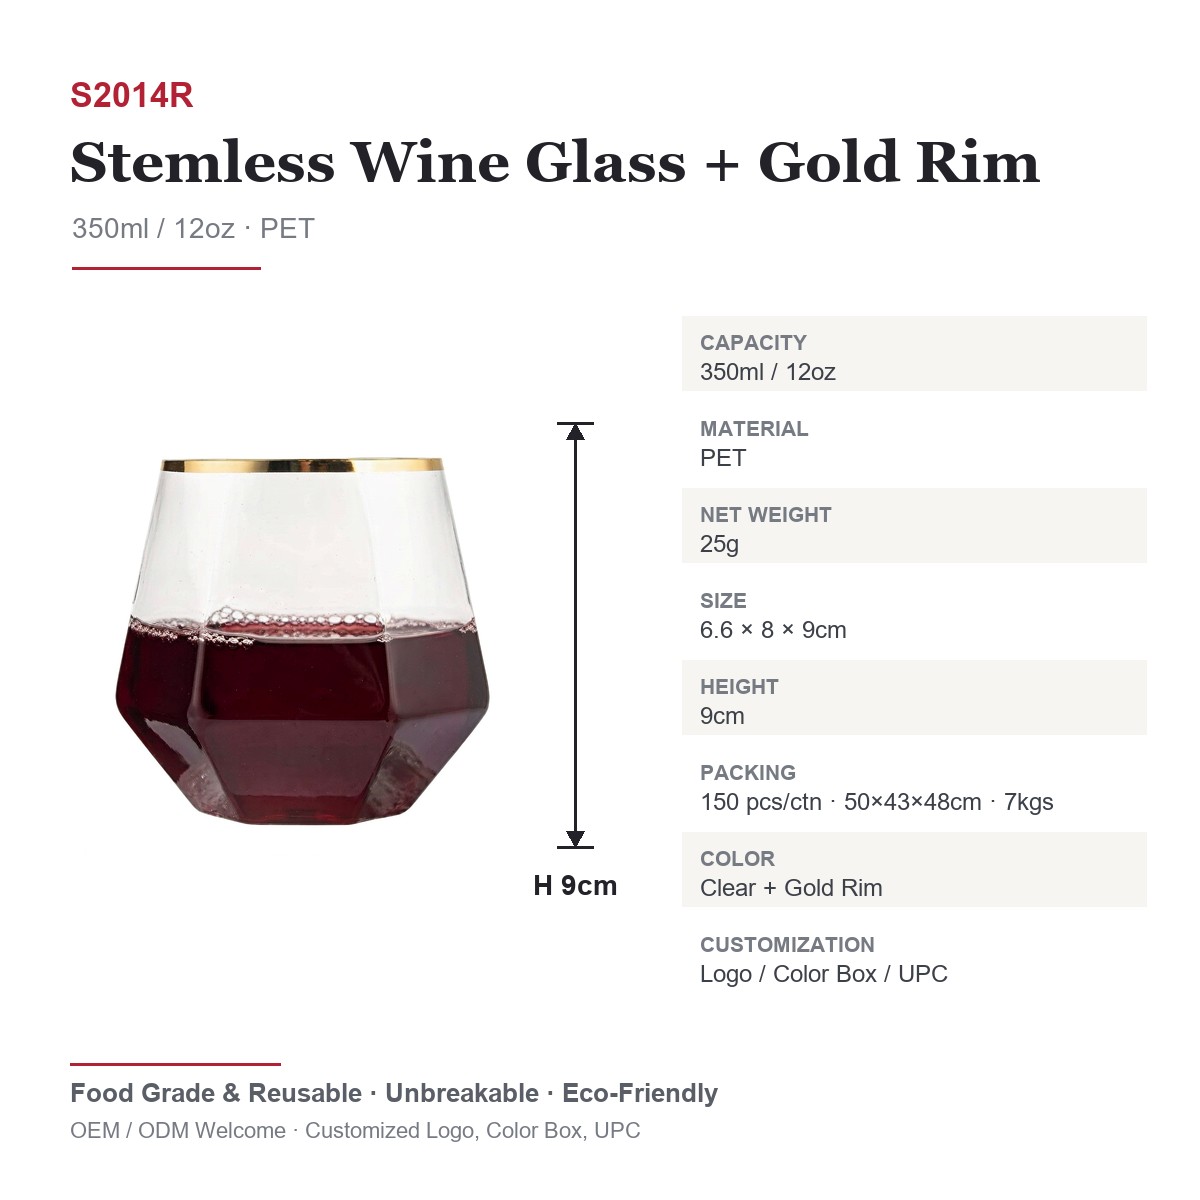 S2014R
Stemless Wine Glass + Gold Rim
350ml / 12oz · PET
CAPACITY
350ml / 12oz
MATERIAL
PET
NET WEIGHT
25g
SIZE
6.6 × 8 × 9cm
HEIGHT
9cm
PACKING
150 pcs/ctn · 50×43×48cm · 7kgs
COLOR
Clear + Gold Rim
CUSTOMIZATION
Logo / Color Box / UPC
H 9cm
Food Grade & Reusable · Unbreakable · Eco-Friendly
OEM / ODM Welcome · Customized Logo, Color Box, UPC